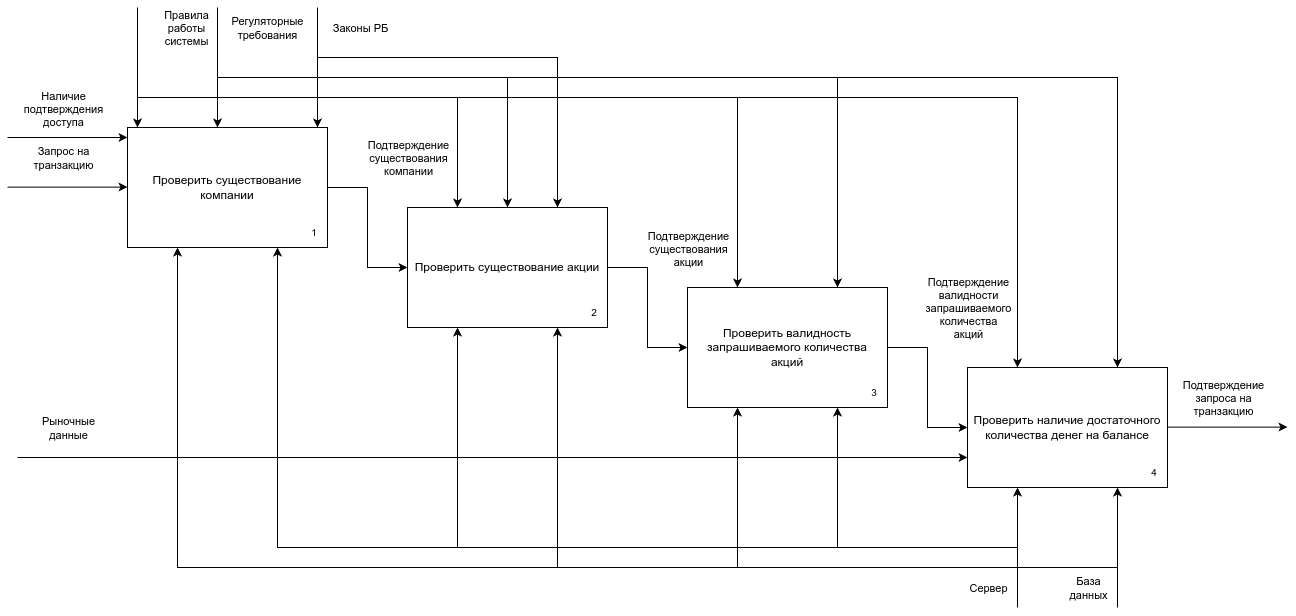 Правила
работы
системы
Регуляторные
требования
Законы РБ
Наличие
подтверждения
доступа
Запрос на
транзакцию
Проверить существование
компании
1
Подтверждение
существования
компании
Проверить существование акции
2
Подтверждение
существования
акции
Проверить валидность
запрашиваемого количества
акций
3
Подтверждение
валидности
запрашиваемого
количества
акций
Проверить наличие достаточного
количества денег на балансе
4
Подтверждение
запроса на
транзакцию
Рыночные
данные
Сервер
База
данных